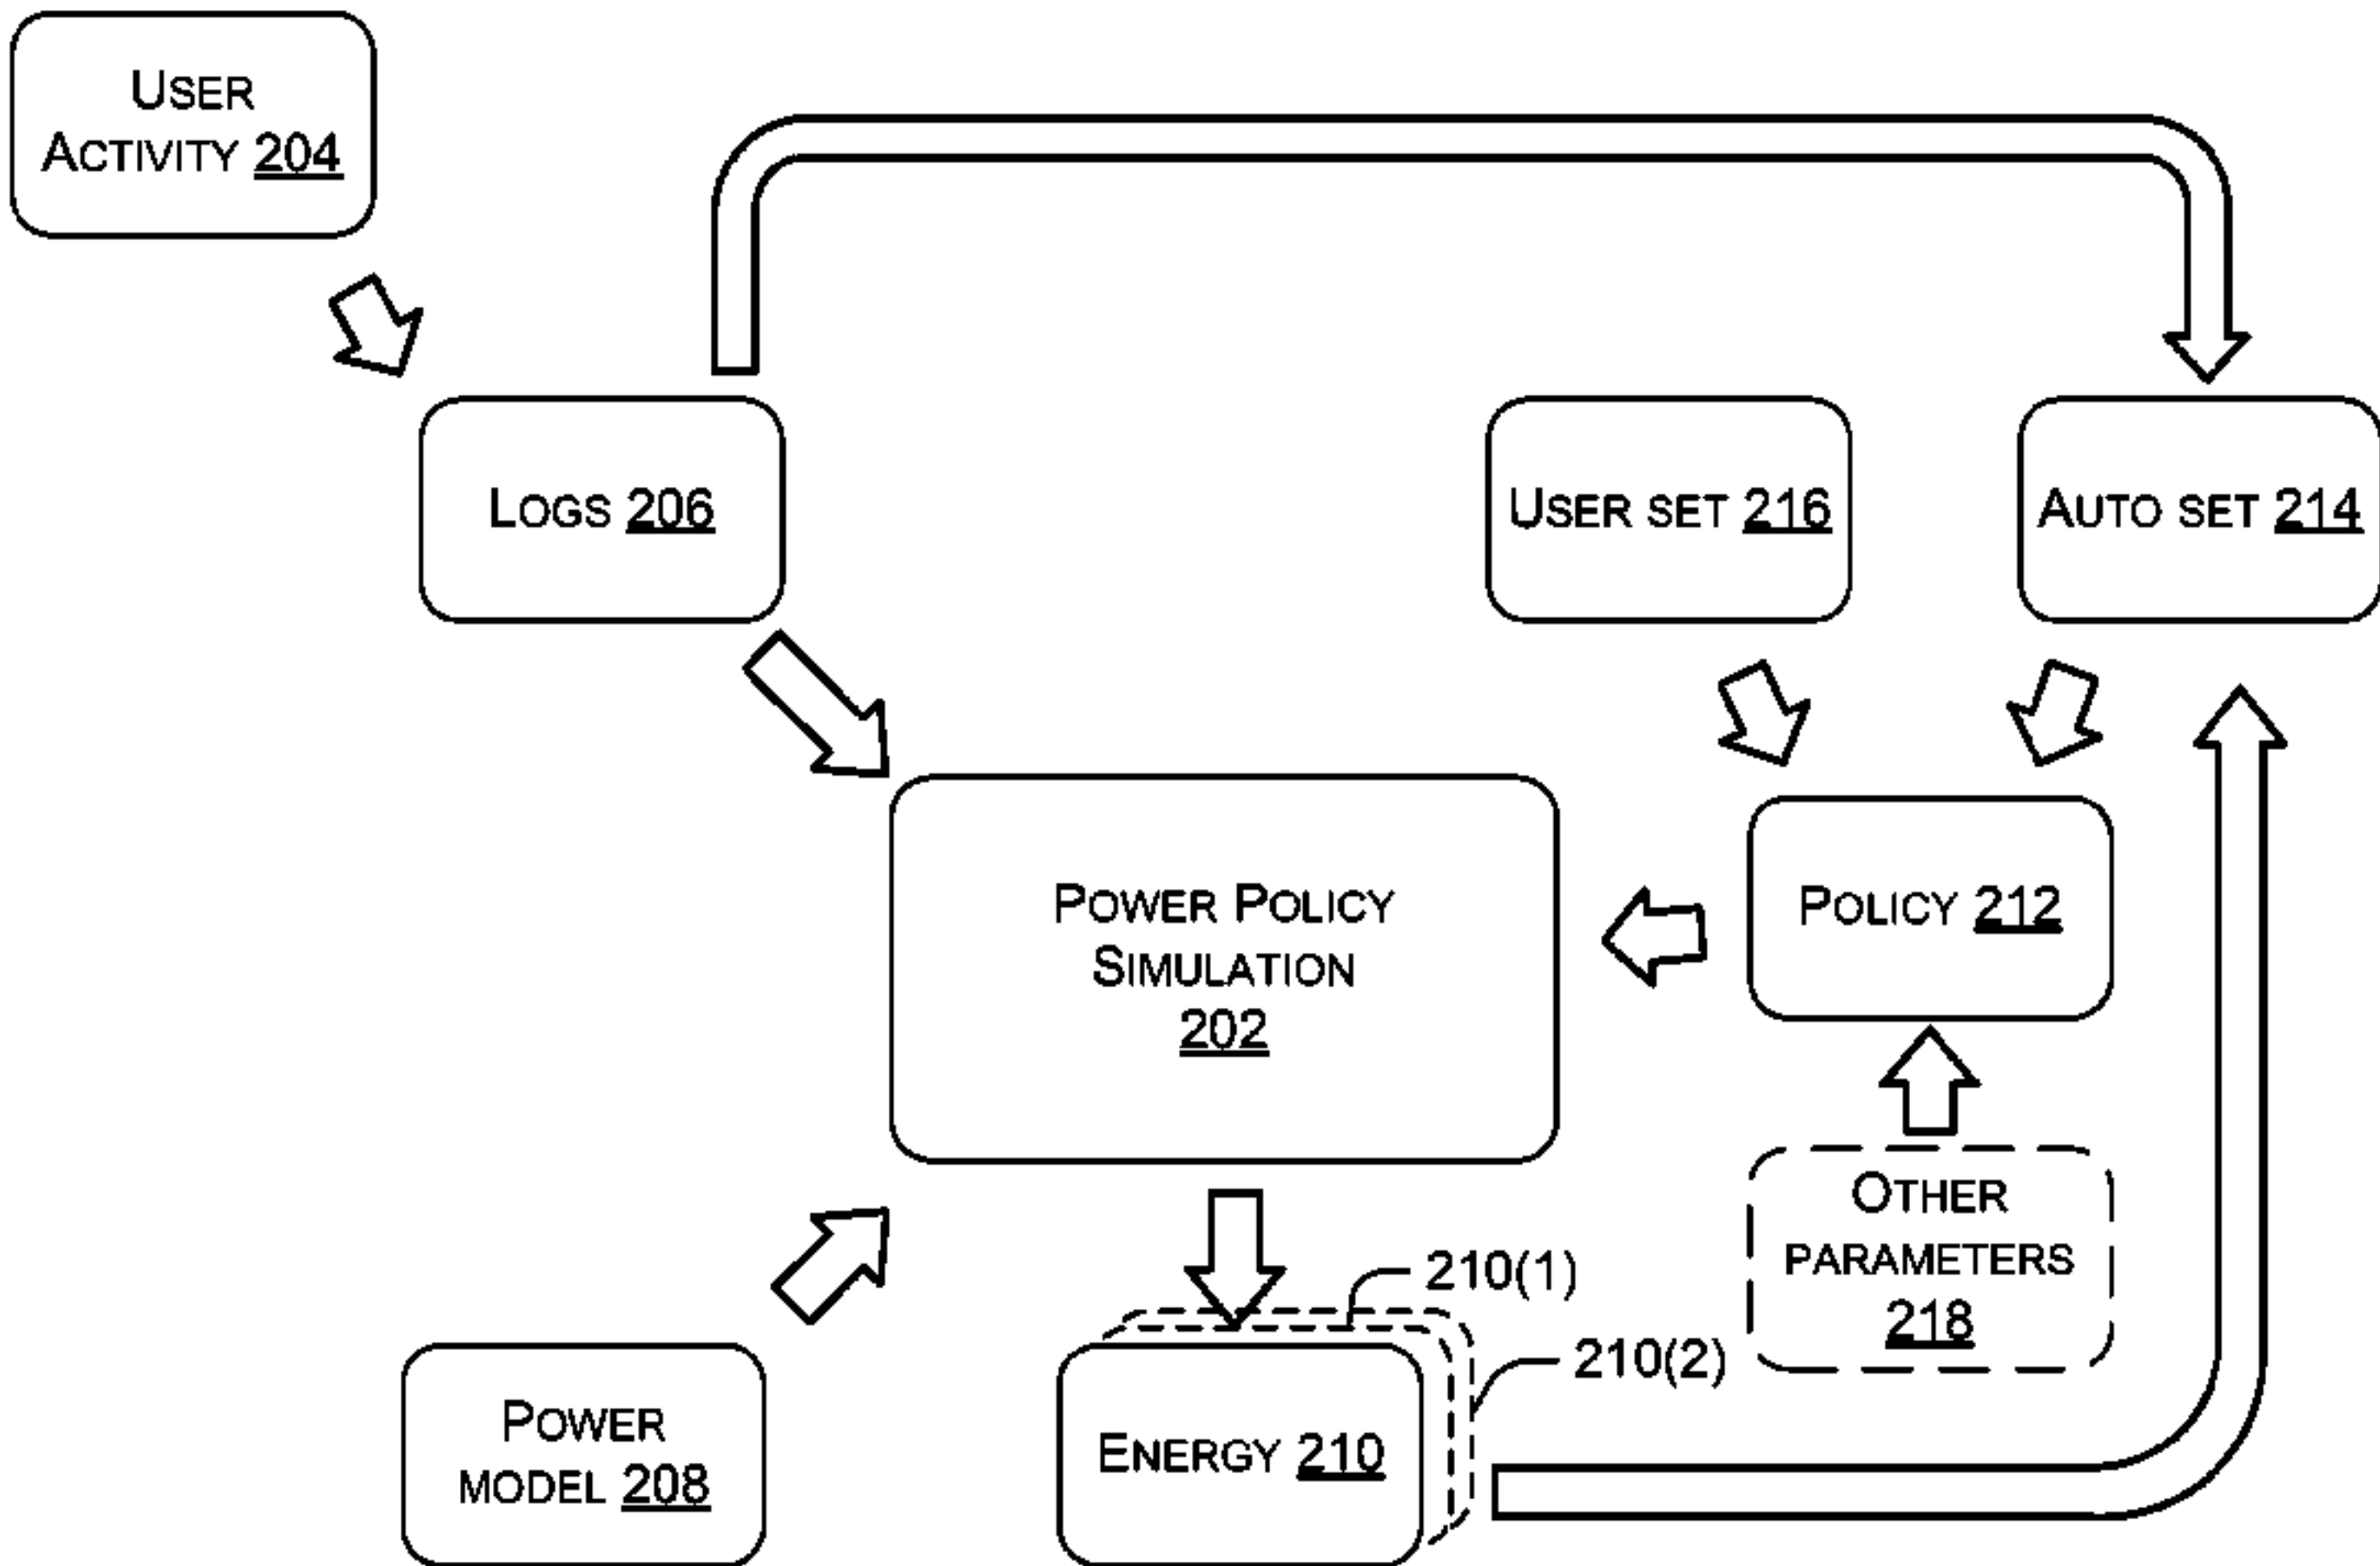 USER
ACTIVITY 204
LOGS 206
USER SET 216
AUTO SET 214
POWER POLICY
SIMULATION
202
POLICY 212
OTHER
PARAMETERS
218
210(1)
210(2)
POWER
MODEL 208
ENERGY 210